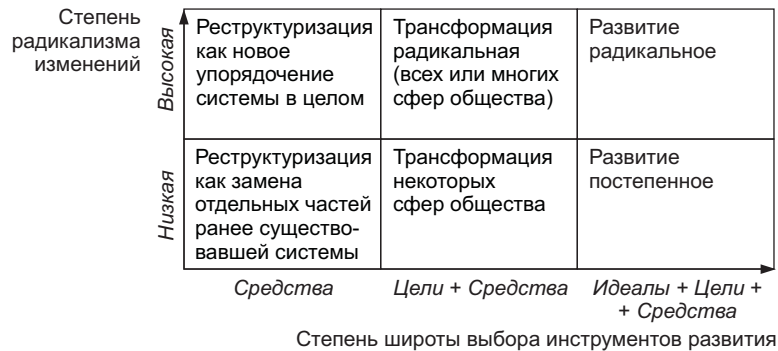 Степень
радикализма
изменений
Высокая
Реструктуризация
как новое
упорядочение
системы в целом
Трансформация
радикальная
(всех или многих
сфер общества)
Развитие
радикальное
Низкая
Реструктуризация
как замена
отдельных частей
ранее существо-
вавшей системы
Трансформация
некоторых
сфер общества
Развитие
постепенное
Средства
Цели + Средства
Идеалы + Цели +
+ Средства
Степень широты выбора инструментов развития